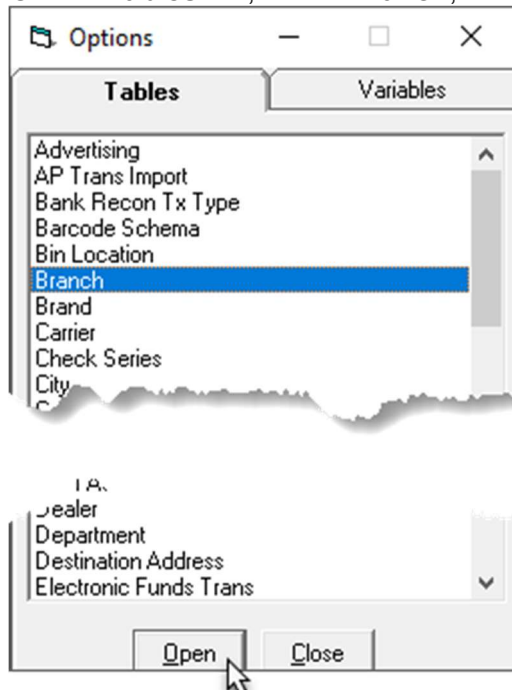 Options
Tables Variables
Advertising
AP Trans Import
Bank Recon Tx Type
Barcode Schema
Bin Location
Branch
Brand
Carrier
Check Series
City
Dealer
Department
Destination Address
Electronic Funds Trans
Open Close